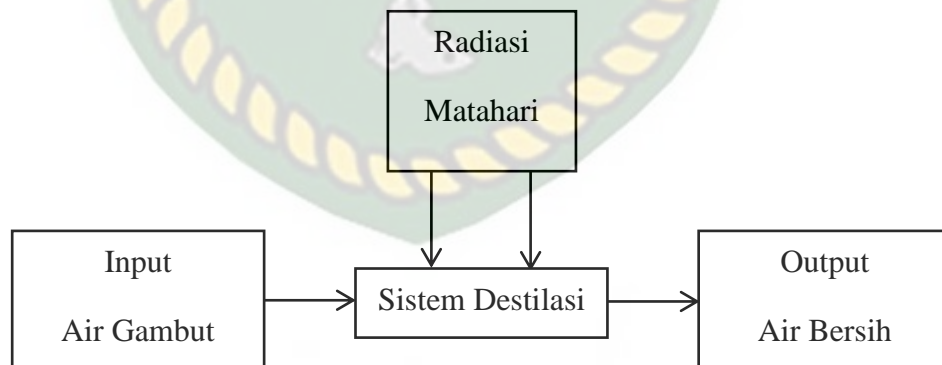 Radiasi
Matahari
Input
Air Gambut
Sistem Destilasi
Output
Air Bersih